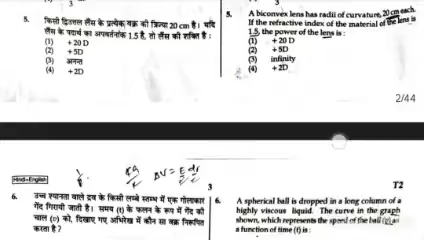 3
5. किसी द्वितल लैंस के प्रत्येक वक्र की त्रिज्या 20 cm है। यदि
लैंस के पदार्थ का अपवर्तनांक 1.5 है, तो लैंस की शक्ति है :
(1) +20 D
(2) +5D
(3) अनन्त
(4) +2D
5. A biconvex lens has radii of curvature, 20 cm each.
If the refractive index of the material of the lens is
1.5, the power of the lens is :
(1) +20 D
(2) +5D
(3) infinity
(4) +2D
2/44
Hindi+English
3
T2
6. उच्च श्यानता वाले द्रव के किसी लम्बे स्तम्भ में एक गोलाकार
गेंद गिरायी जाती है। समय (t) के फलन के रूप में गेंद की
चाल (v) को, दिखाए गए अभिरेख में कौन सा वक्र निरूपित
करता है ?
6. A spherical ball is dropped in a long column of a
highly viscous liquid. The curve in the graph
shown, which represents the speed of the ball (v) as
a function of time (t) is :